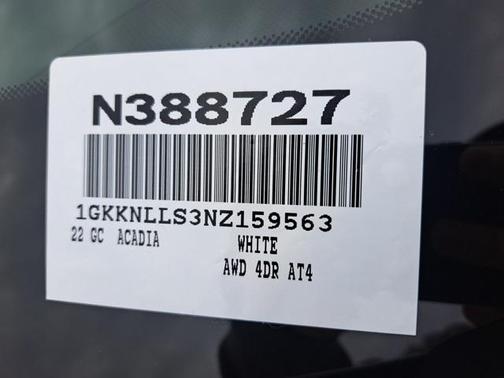 N388727
1GKKNLLS3NZ159563
22 GC ACADIA WHITE
AWD 4DR AT4